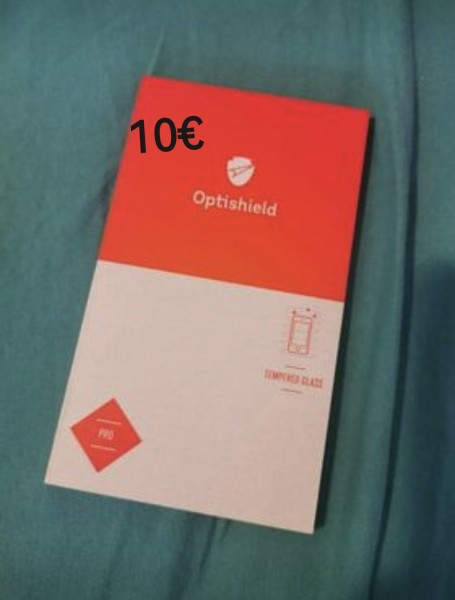 10€
Optishield
TEMPERED GLASS
PRO